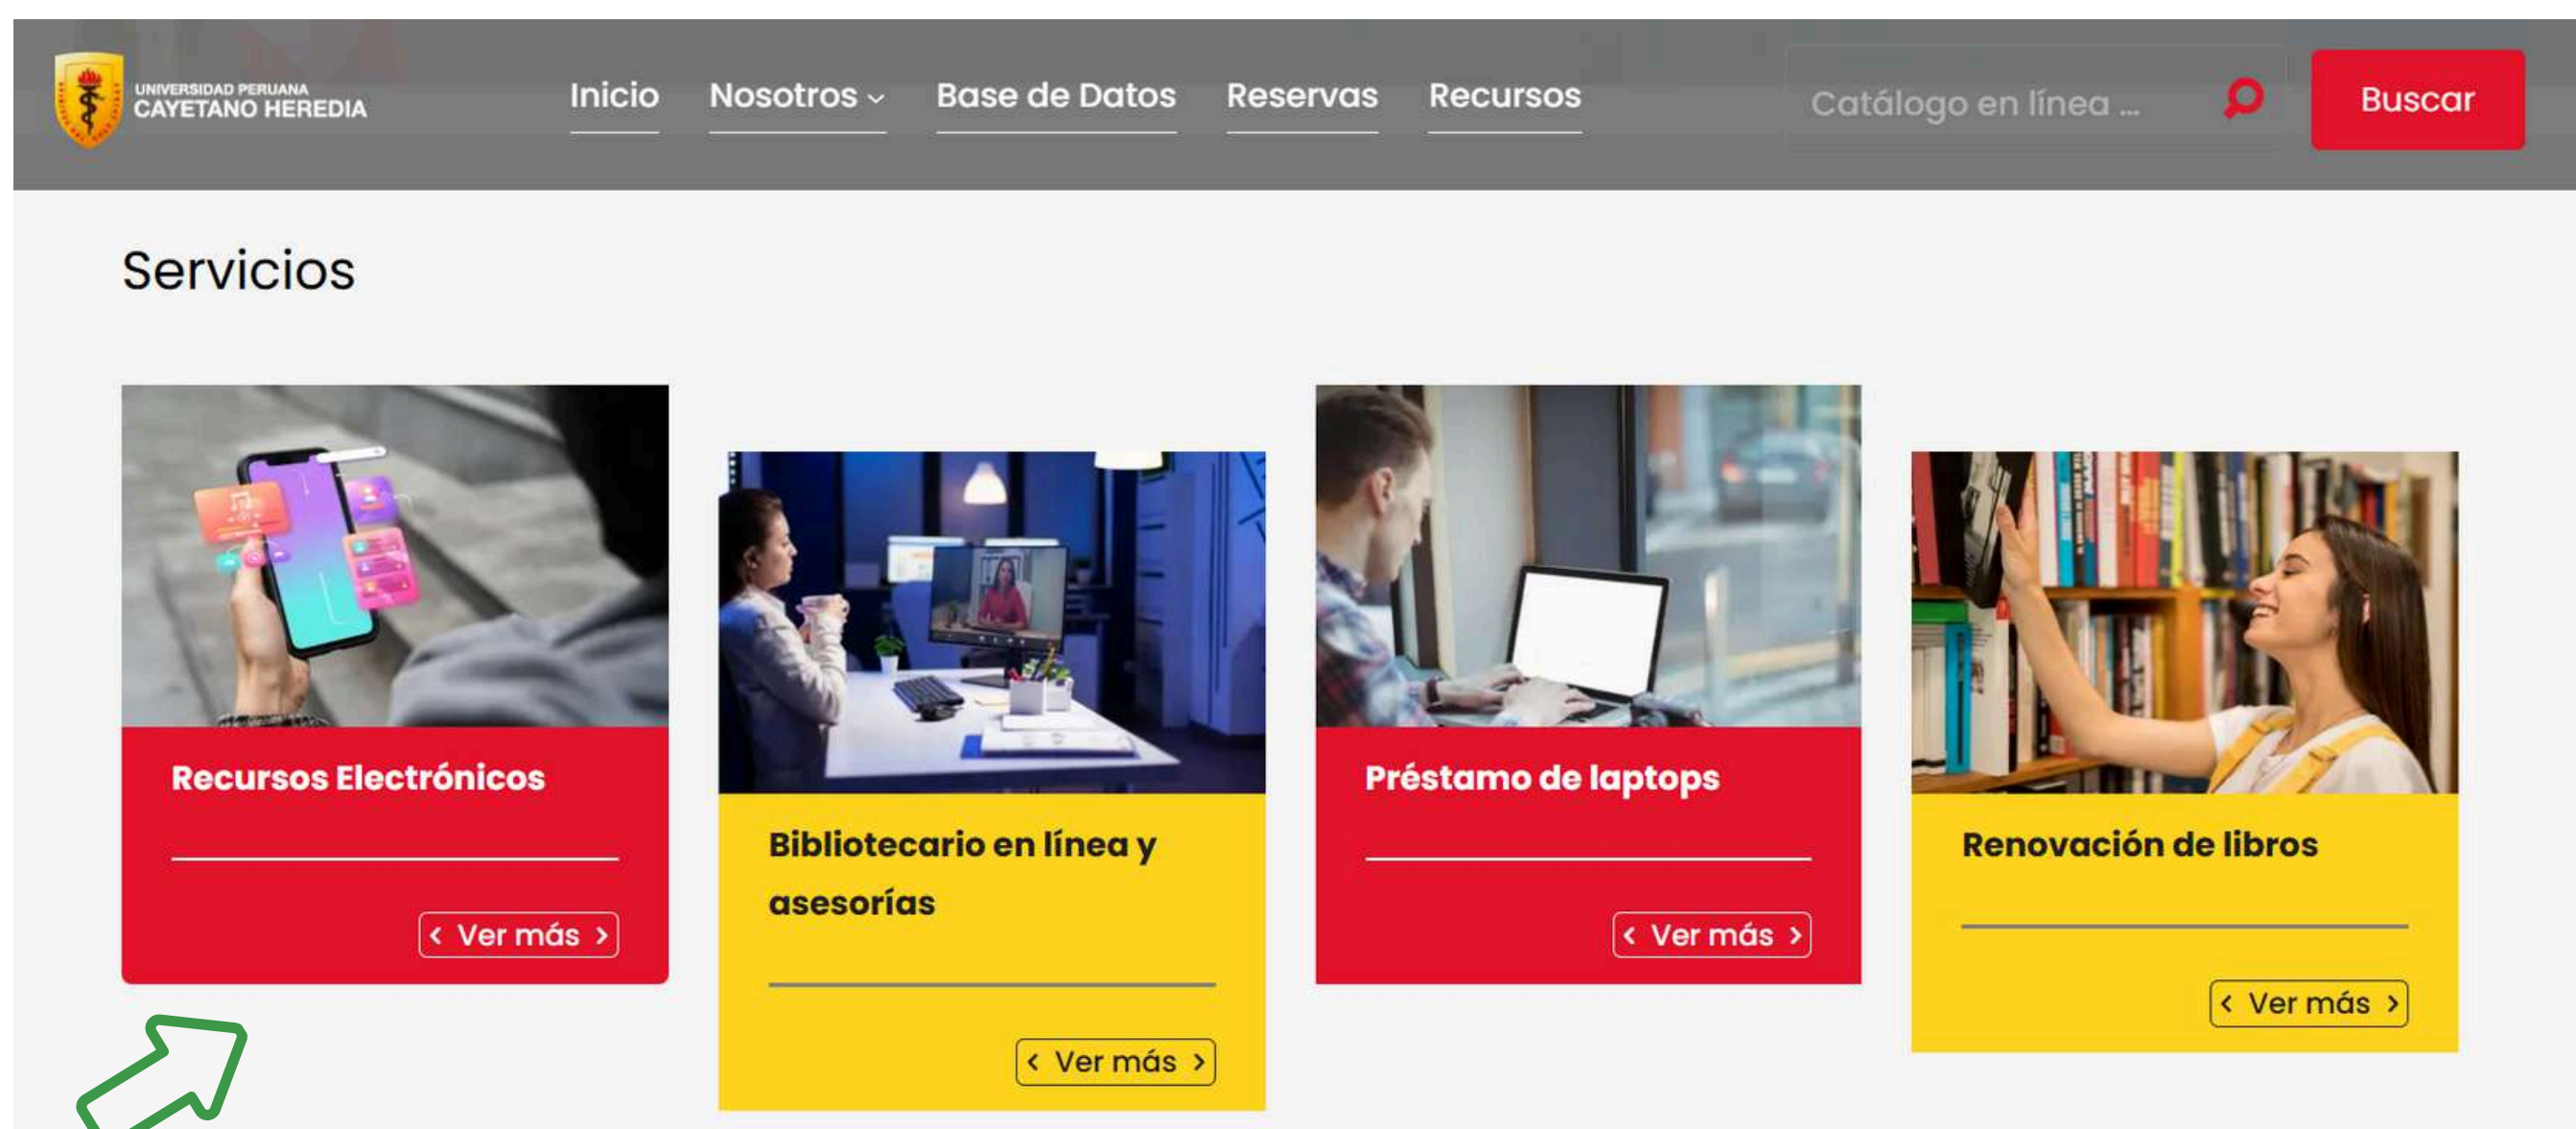 UNIVERSIDAD PERUANA
CAYETANO HEREDIA
Inicio
Nosotros
Base de Datos
Reservas
Recursos
Catálogo en línea ...
Buscar
Servicios
Recursos Electrónicos
Ver más
Bibliotecario en línea y
asesorías
Ver más
Préstamo de laptops
Ver más
Renovación de libros
Ver más